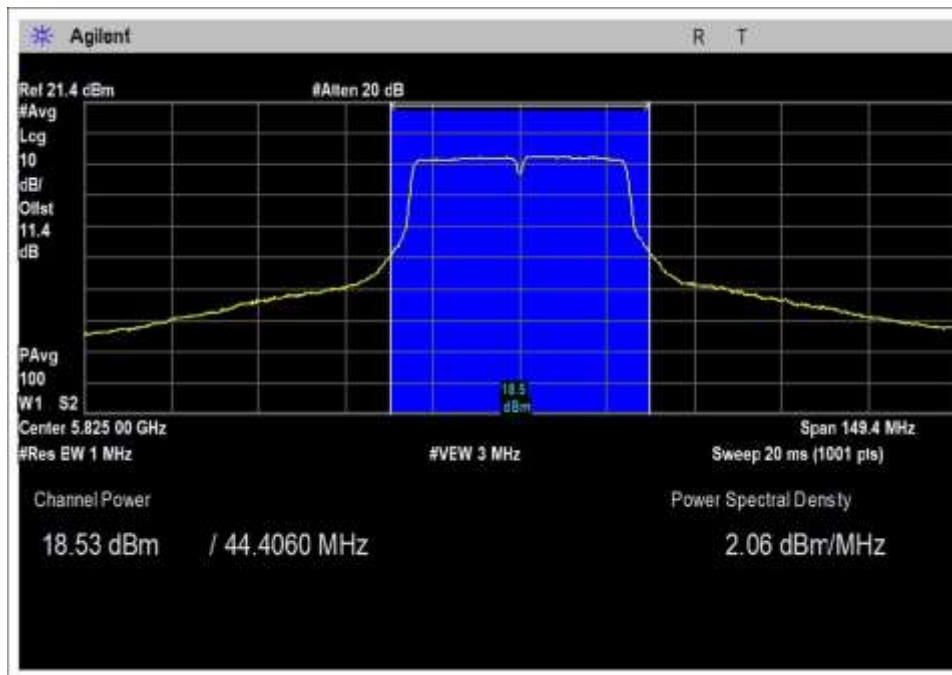 Agilent R T
Ref 21.4 dBm #Atten 20 dB
#Avg
Log
10
dB/
Offst
11.4
dB
PAvg
100
W1 S2
18.5
dBm
Center 5.825 00 GHz Span 149.4 MHz
#Res BW 1 MHz #VBW 3 MHz Sweep 20 ms (1001 pts)
Channel Power Power Spectral Density
18.53 dBm / 44.4060 MHz 2.06 dBm/MHz